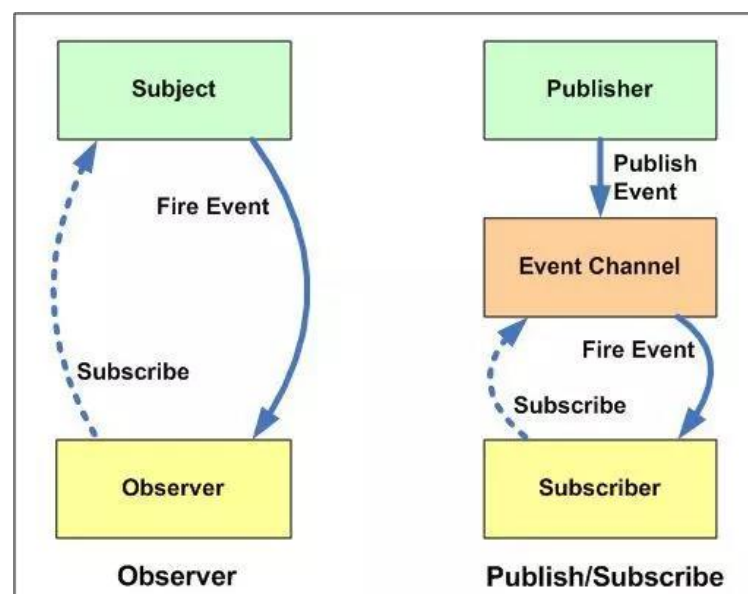 Subject
Fire Event
Subscribe
Observer
Observer
Publisher
Publish
Event
Event Channel
Fire Event
Subscribe
Subscriber
Publish/Subscribe